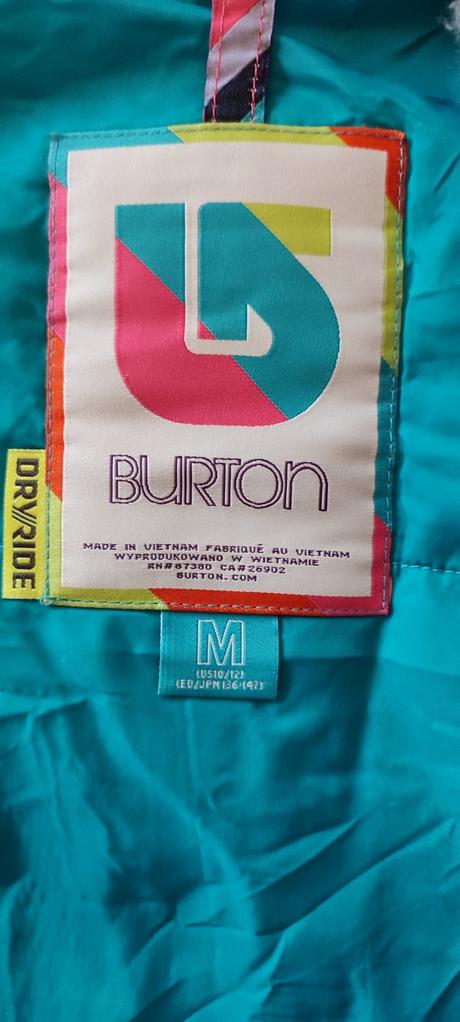 BURTON
MADE IN VIETNAM FABRIQUÉ AU VIETNAM
WYPRODUKOWANO W WIETNAMIE
RN# 87380 CA# 26902
BURTON.COM
DRY//RIDE
M
(US10/12)
(EU/JPN 136-147)